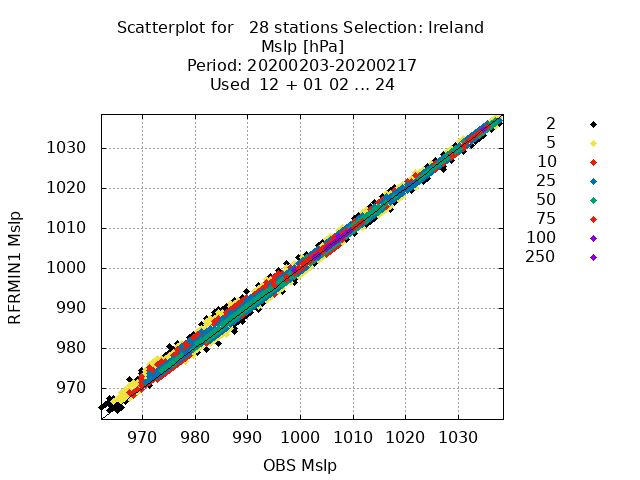 Scatterplot for   28 stations Selection: Ireland
Mslp [hPa]
Period: 20200203-20200217
Used  12 + 01 02 ... 24
RFRMIN1 Mslp
1030
1020
1010
1000
990
980
970
970 980 990 1000 1010 1020 1030
OBS Mslp
2
5
10
25
50
75
100
250